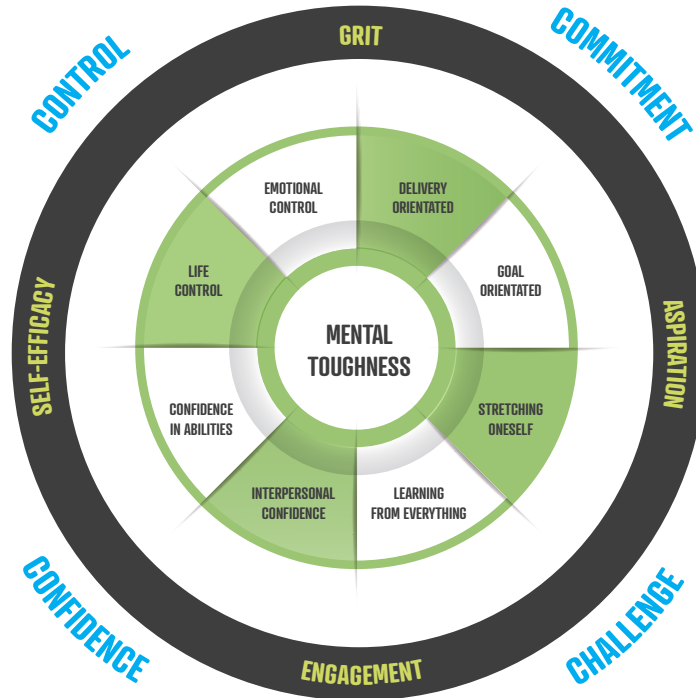 GRIT
CONTROL
COMMITMENT
EMOTIONAL
CONTROL
DELIVERY
ORIENTATED
LIFE
CONTROL
GOAL
ORIENTATED
SELF-EFFICACY
MENTAL
TOUGHNESS
ASPIRATION
CONFIDENCE
IN ABILITIES
STRETCHING
ONESELF
INTERPERSONAL
CONFIDENCE
LEARNING
FROM EVERYTHING
CONFIDENCE
CHALLENGE
ENGAGEMENT